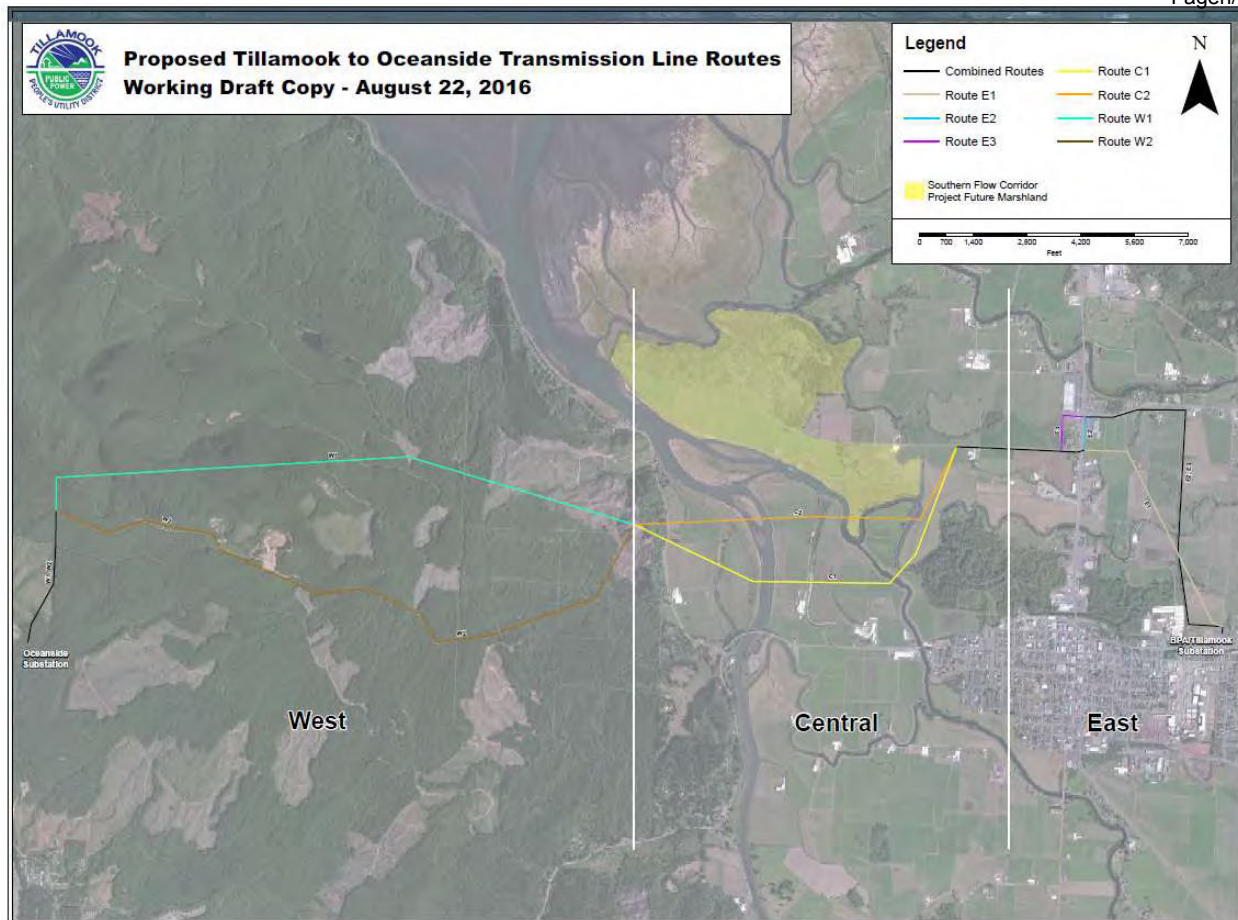 TILLAMOOK
PUBLIC
POWER
PEOPLE'S UTILITY DISTRICT
Proposed Tillamook to Oceanside Transmission Line Routes
Working Draft Copy - August 22, 2016
Legend
N
Combined Routes
Route E1
Route E2
Route E3
Route C1
Route C2
Route W1
Route W2
Southern Flow Corridor
Project Future Marshland
0 700 1,400 2,800 4,200 5,600 7,000
Feet
W1
W2
W2
C2
C1
Oceanside
Substation
BPA/Tillamook
Substation
West
Central
East